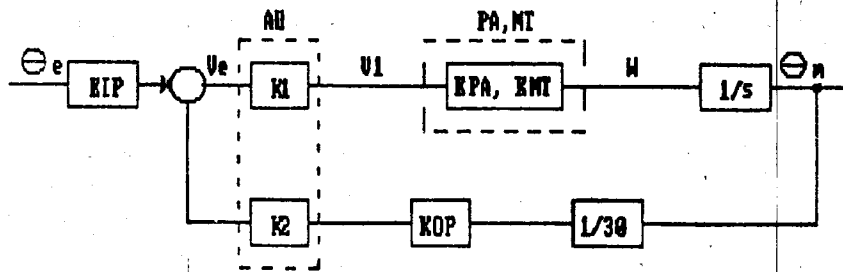 AU
PA,MT
Θe
KIP
Ve
K1
V1
KPA, KMT
W
1/s
Θm
K2
KOP
1/30